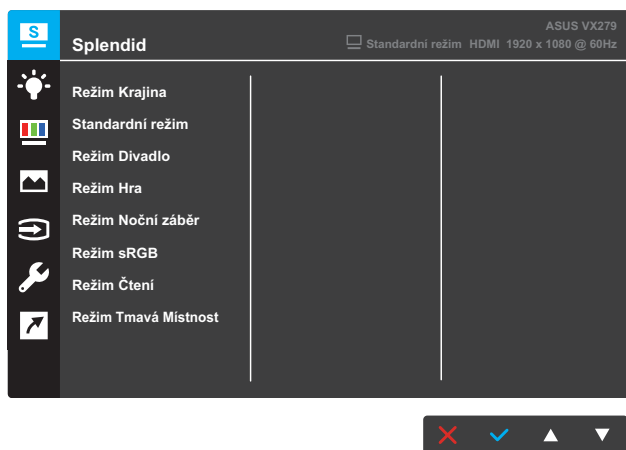 S
ASUS VX279
Splendid
Standardní režim HDMI 1920 x 1080 @ 60Hz
Režim Krajina
Standardní režim
Režim Divadlo
Režim Hra
Režim Noční záběr
Režim sRGB
Režim Čtení
Režim Tmavá Místnost